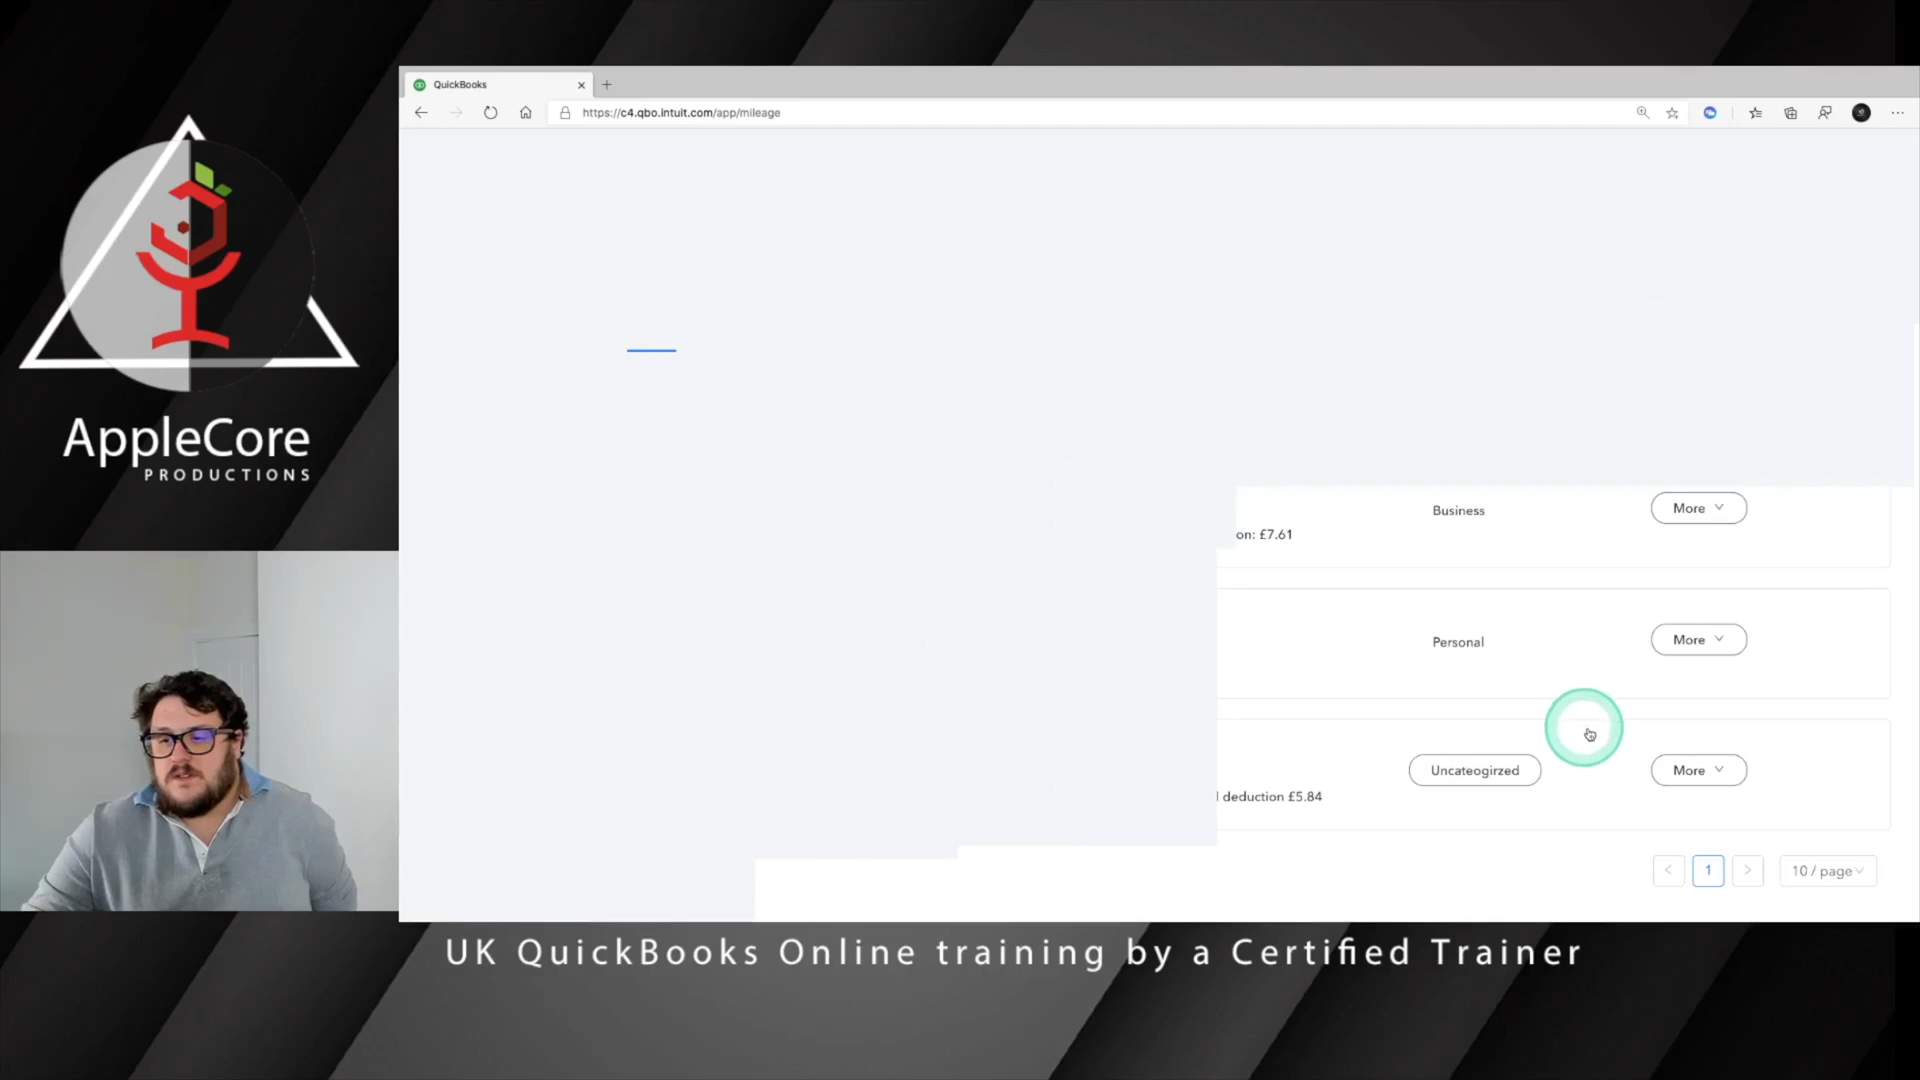 QuickBooks
https://c4.qbo.intuit.com/app/mileage
AppleCore
PRODUCTIONS
Business
More
on: £7.61
Personal
More
Uncateogirzed
More
deduction £5.84
1
10 / page
UK QuickBooks Online training by a Certified Trainer